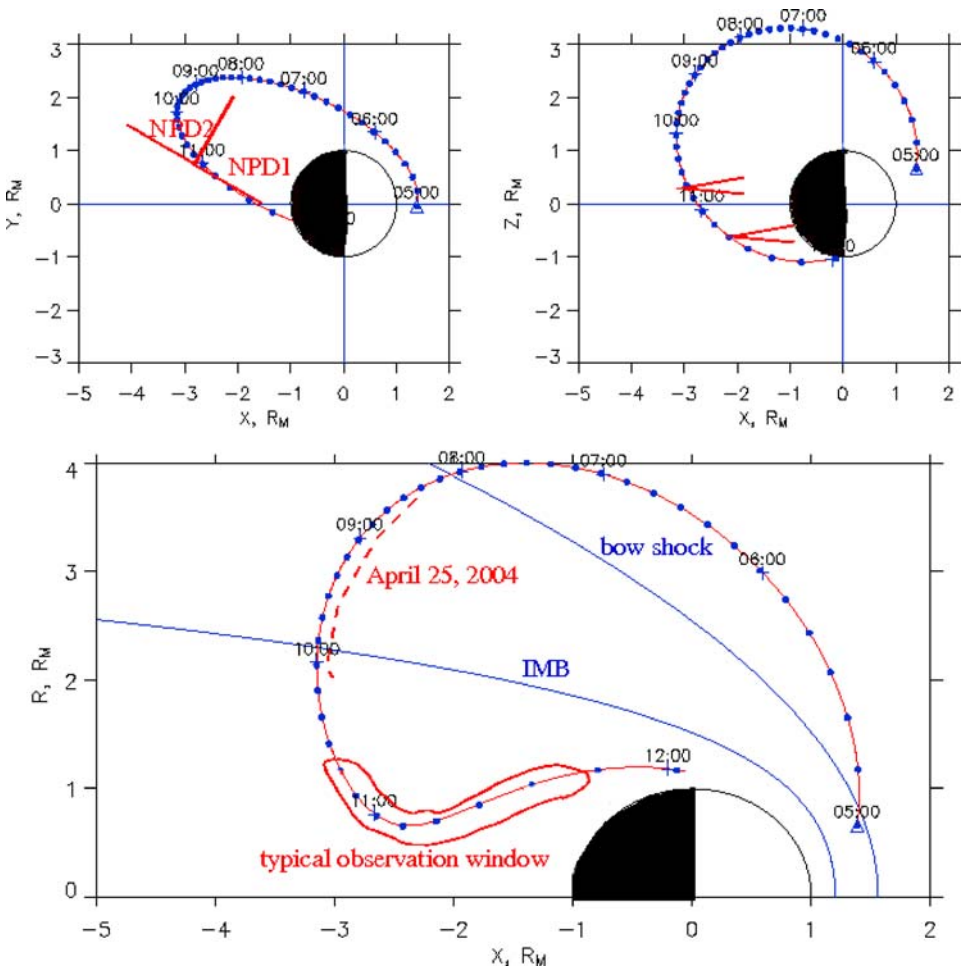 3
2
1
0
−1
−2
−3
Y, R_M
08:00
09:00
07:00
10:00
NPD2
06:00
11:00
NPD1
05:00
−5 −4 −3 −2 −1 0 1 2
X, R_M
3
2
1
0
−1
−2
−3
Z, R_M
07:00
08:00
06:00
09:00
10:00
05:00
11:00
−5 −4 −3 −2 −1 0 1 2
X, R_M
4
3
2
1
0
R, R_M
08:00
07:00
09:00
bow shock
06:00
April 25, 2004
10:00
IMB
12:00
11:00
05:00
typical observation window
−5 −4 −3 −2 −1 0 1 2
X, R_M